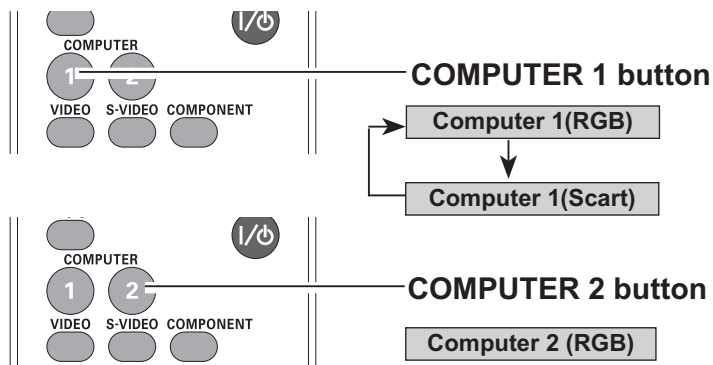 I/⏻
COMPUTER
1 2
COMPUTER 1 button
VIDEO S-VIDEO COMPONENT
Computer 1(RGB)
Computer 1(Scart)
I/⏻
COMPUTER
1 2
COMPUTER 2 button
VIDEO S-VIDEO COMPONENT
Computer 2 (RGB)